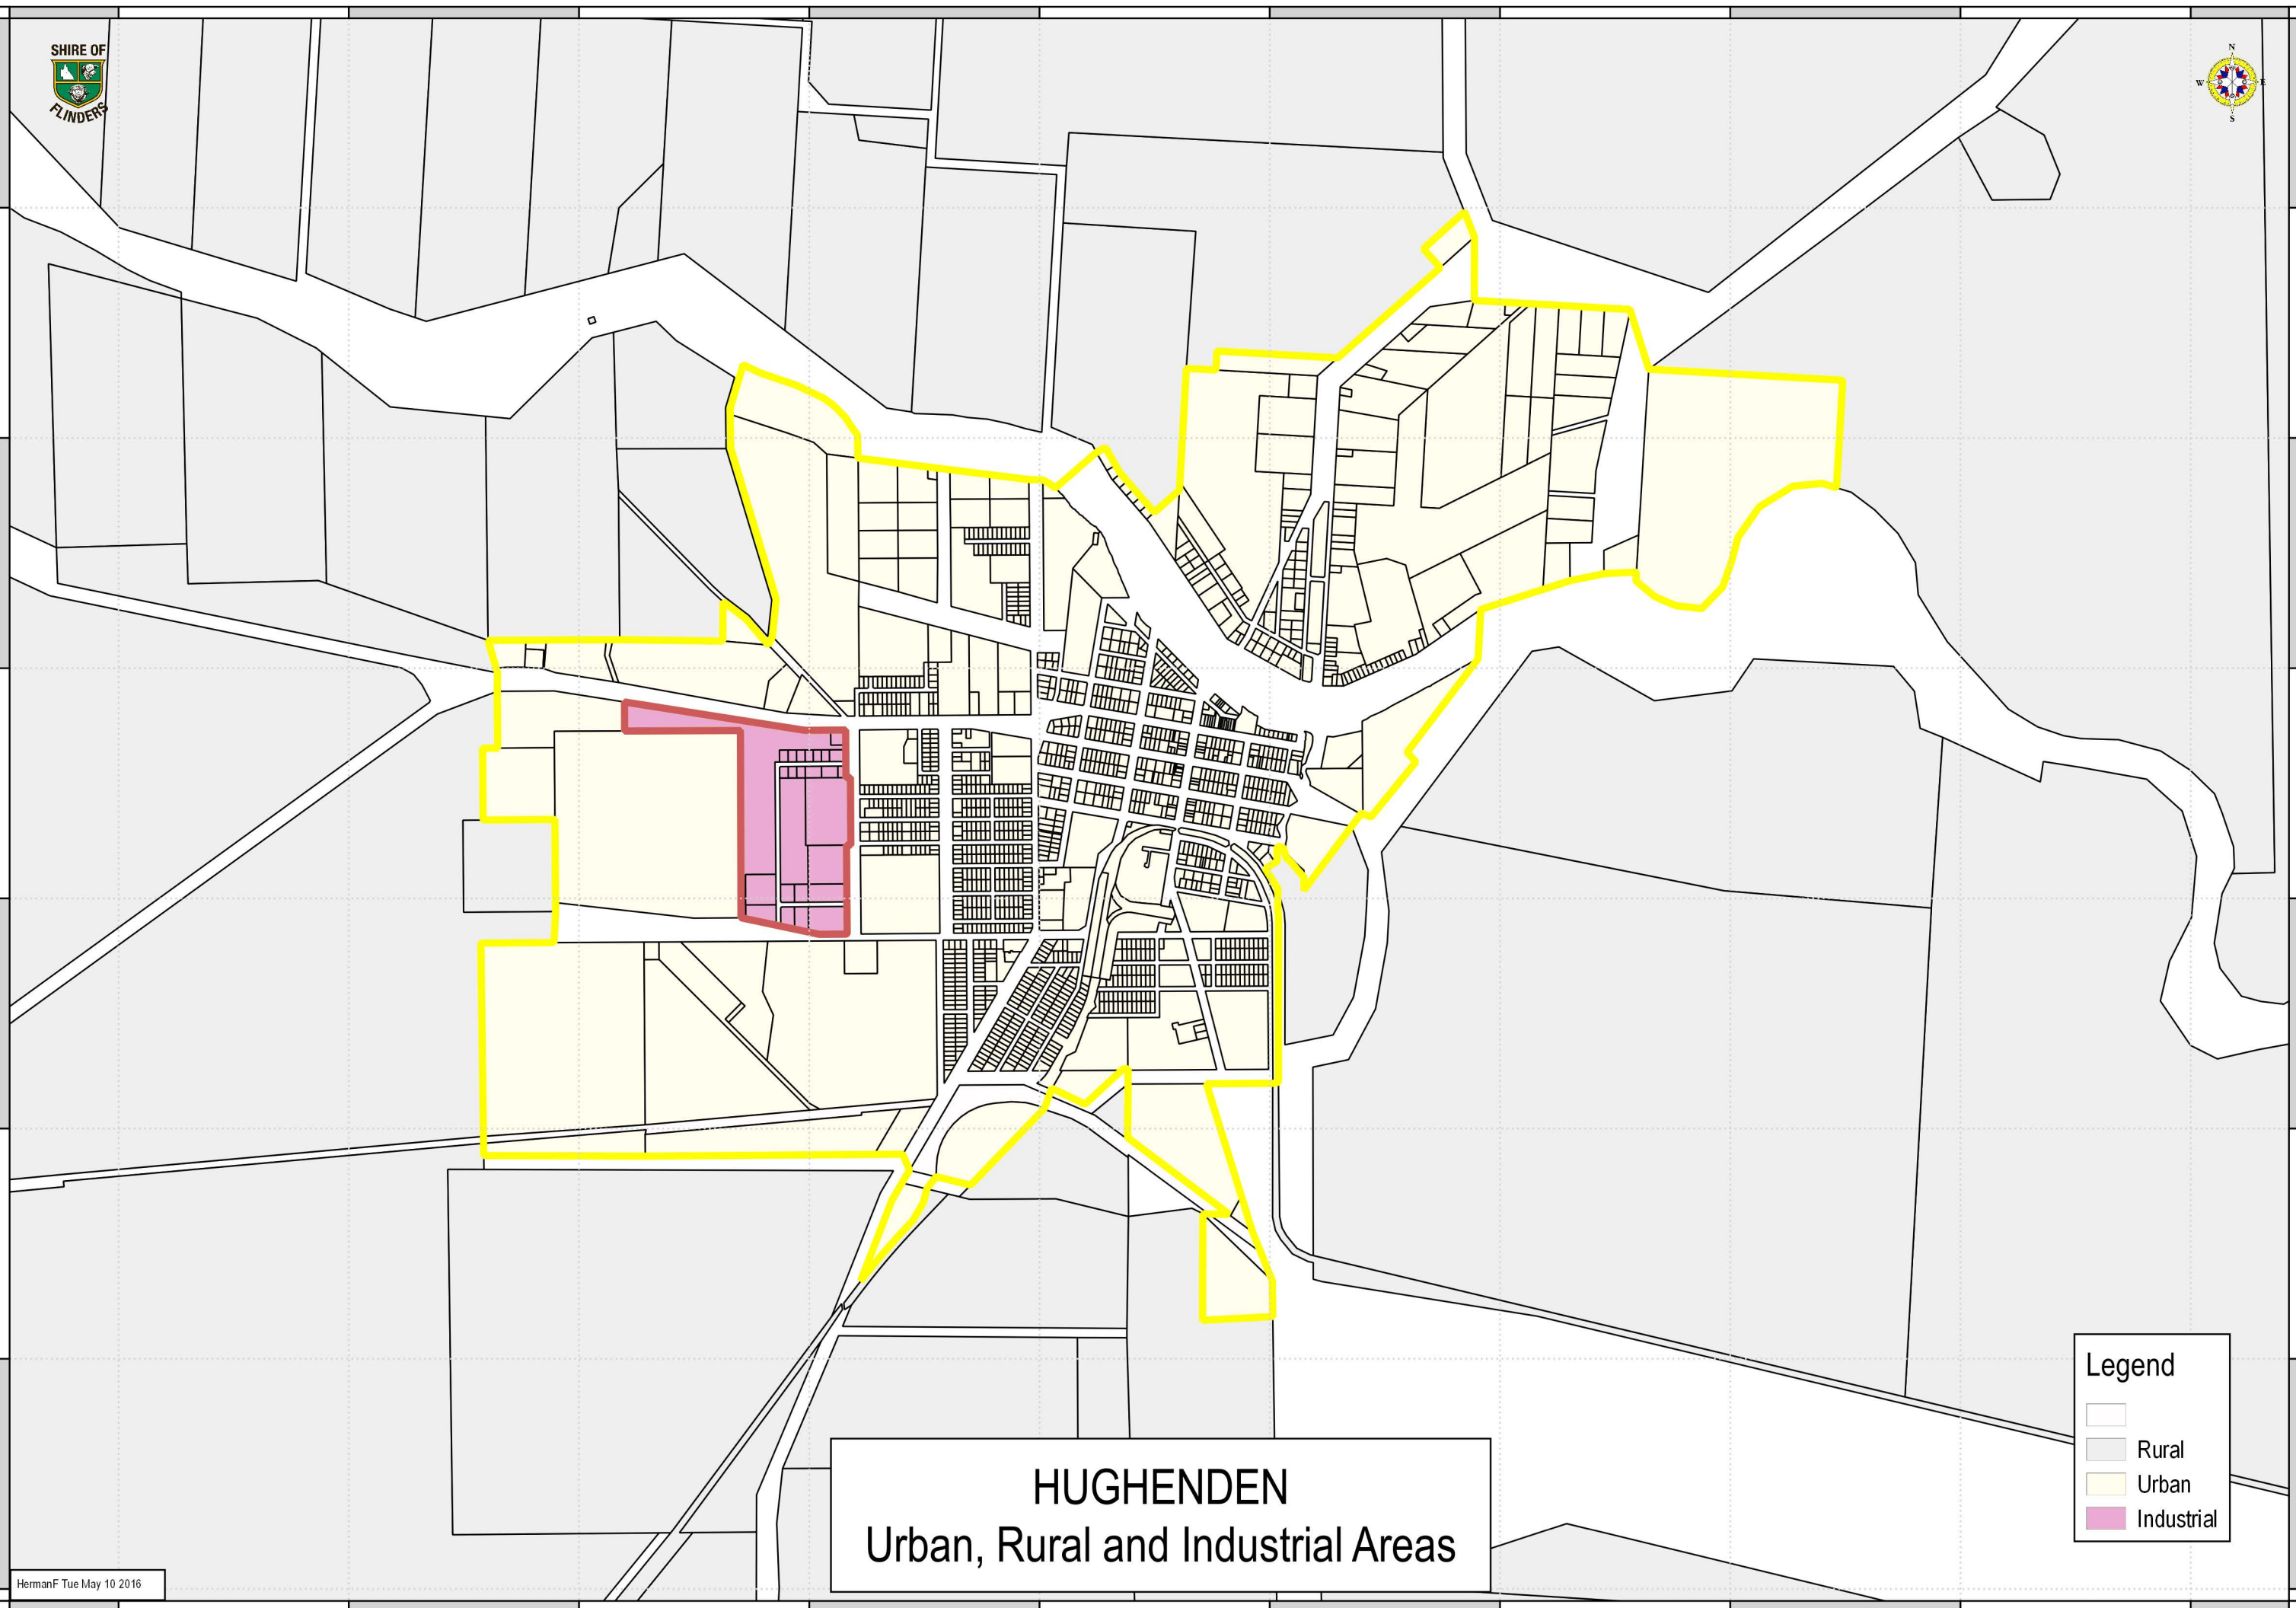 SHIRE OF
FLINDERS
N
W
E
S
Legend
Rural
Urban
Industrial
HUGHENDEN
Urban, Rural and Industrial Areas
HermanF Tue May 10 2016